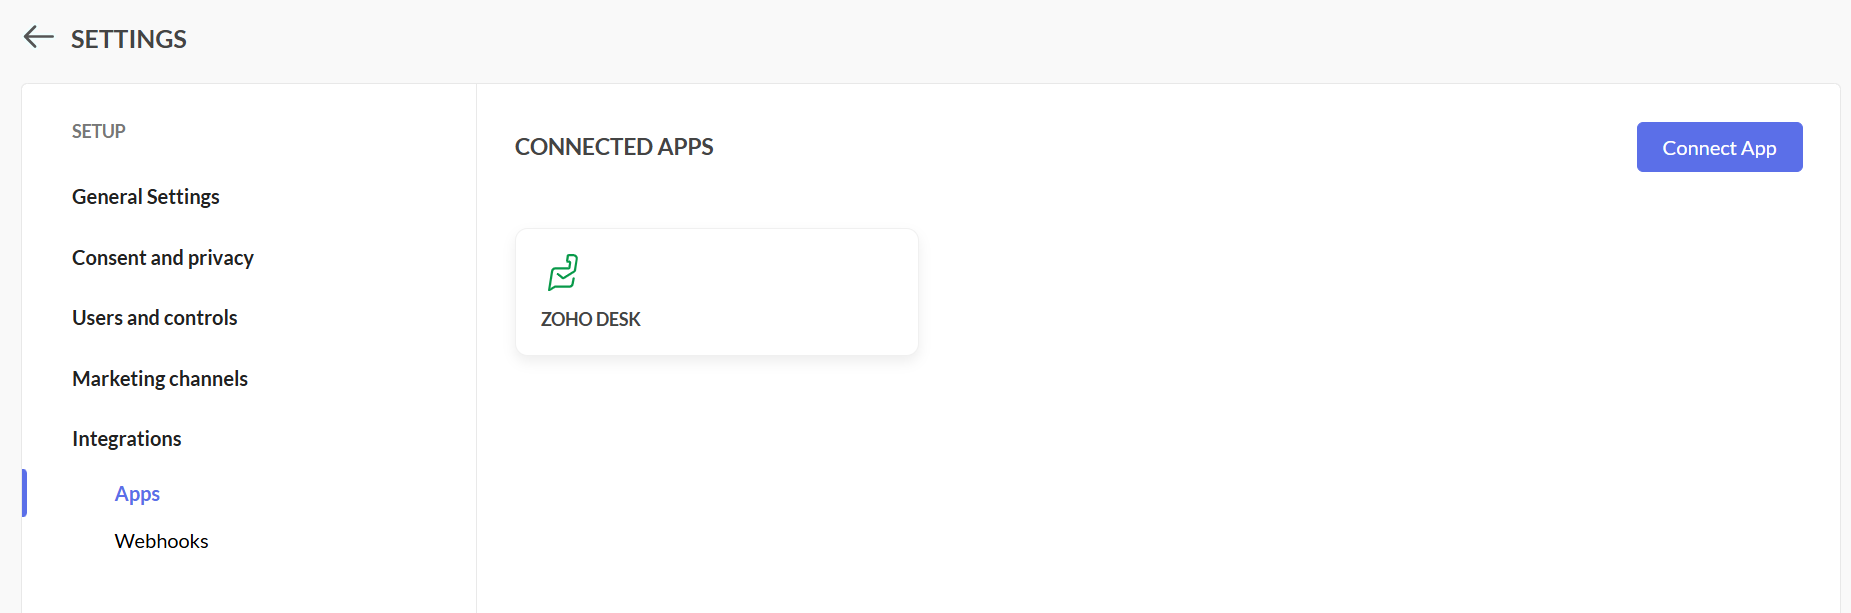 SETTINGS
SETUP
General Settings
Consent and privacy
Users and controls
Marketing channels
Integrations
Apps
Webhooks
CONNECTED APPS
Connect App
ZOHO DESK